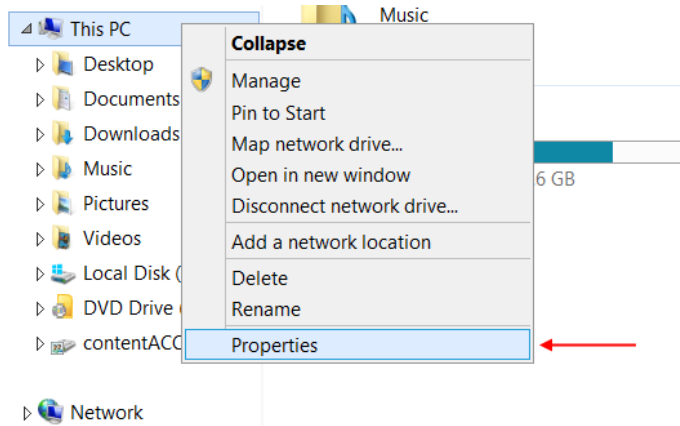 This PC
Desktop
Documents
Downloads
Music
Pictures
Videos
Local Disk (
DVD Drive
contentACC
Network
Collapse
Manage
Pin to Start
Map network drive...
Open in new window
Disconnect network drive...
Add a network location
Delete
Rename
Properties
Music
.6 GB